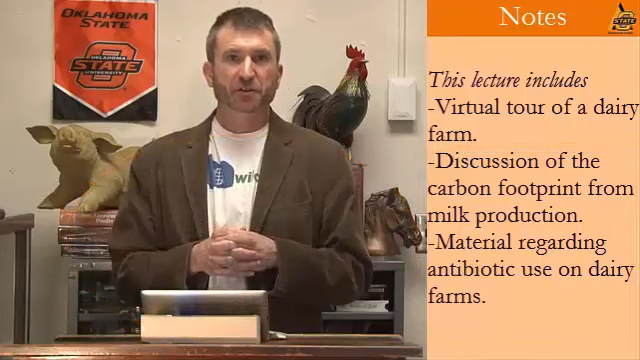 OKLAHOMA
STATE
STATE
UNIVERSITY
wi
Notes
This lecture includes
-Virtual tour of a dairy
farm.
-Discussion of the
carbon footprint from
milk production.
-Material regarding
antibiotic use on dairy
farms.